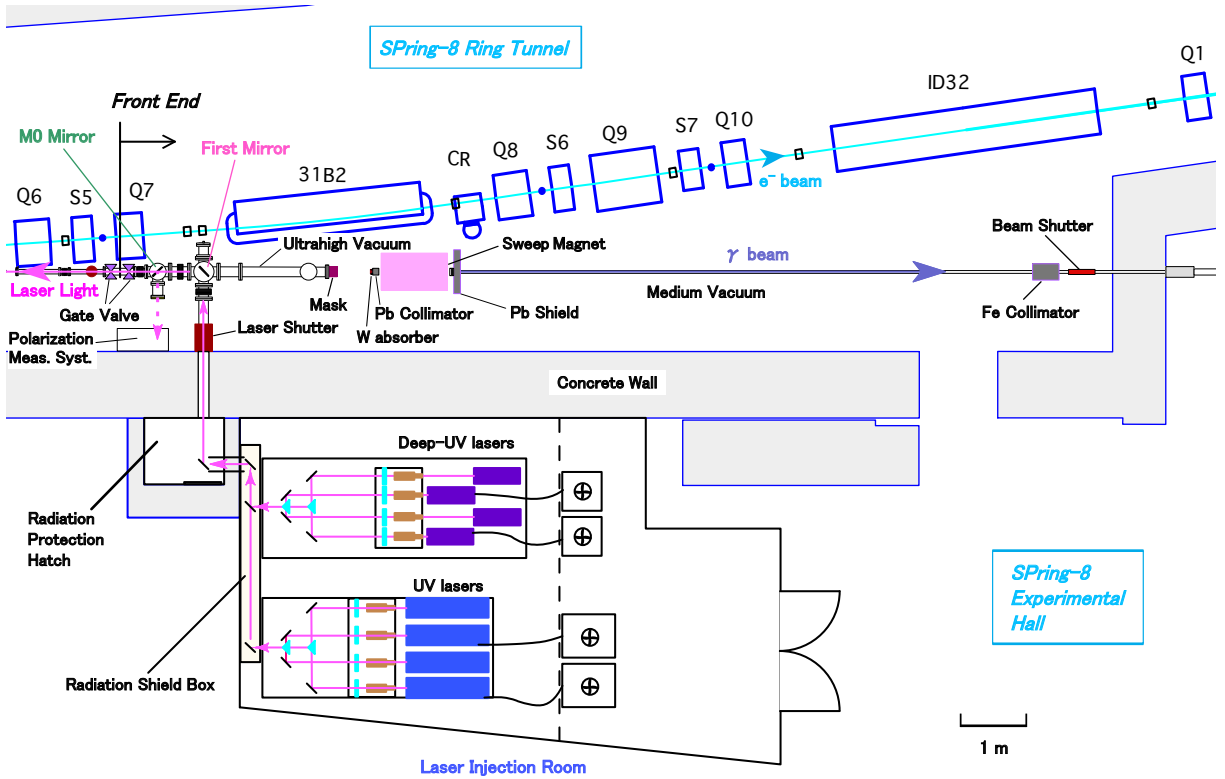 SPring-8 Ring Tunnel
Q1
ID32
Front End
M0 Mirror
First Mirror
Q10
S7
Q9
S6
Q8
CR
31B2
Q7
S5
Q6
e⁻ beam
Ultrahigh Vacuum
Sweep Magnet
γ beam
Beam Shutter
Laser Light
Gate Valve
Mask
Pb Collimator
Pb Shield
Medium Vacuum
Fe Collimator
W absorber
Laser Shutter
Polarization
Meas. Syst.
Concrete Wall
Deep-UV lasers
Radiation
Protection
Hatch
UV lasers
SPring-8
Experimental
Hall
Radiation Shield Box
1 m
Laser Injection Room